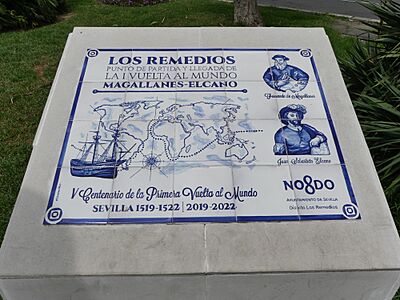 LOS REMEDIOS
PUNTO DE PARTIDA Y LLEGADA DE
LA I VUELTA AL MUNDO
MAGALLANES-ELCANO
Fernando de Magallanes
Juan Sebastián Elcano
V Centenario de la Primera Vuelta al Mundo
SEVILLA 1519-1522 | 2019-2022
NO8DO
AYUNTAMIENTO DE SEVILLA
Distrito Los Remedios